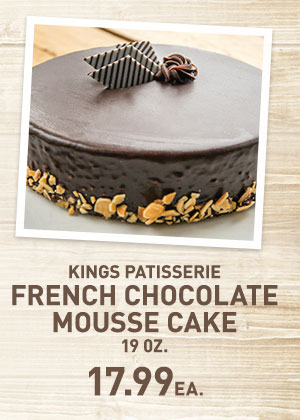 KINGS PATISSERIE
FRENCH CHOCOLATE
MOUSSE CAKE
19 OZ.
17.99EA.